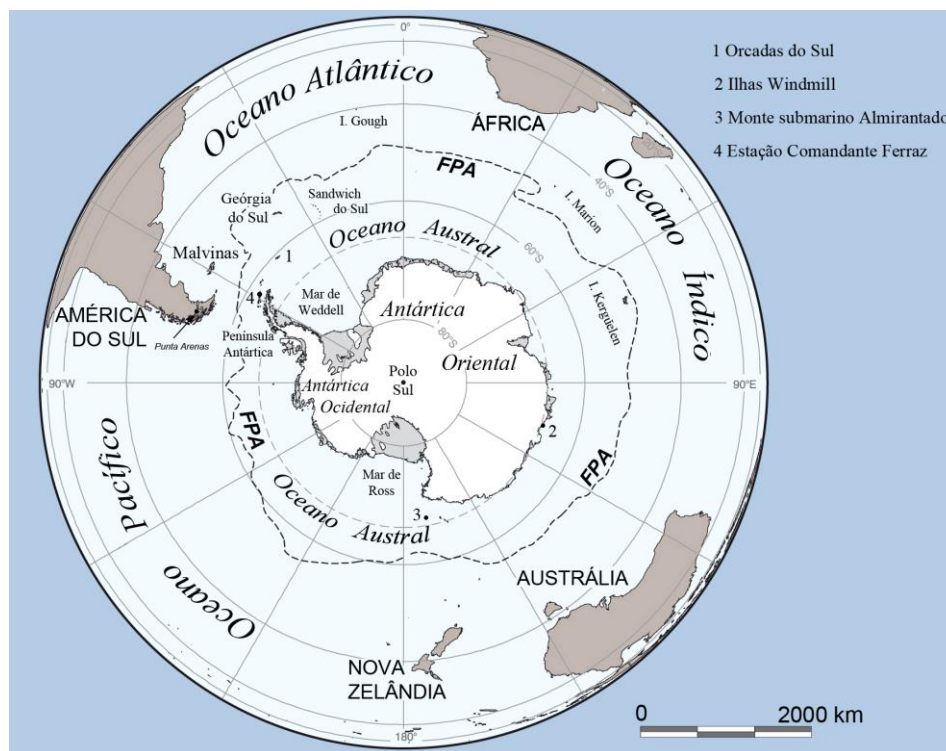 0°
1 Orcadas do Sul
2 Ilhas Windmill
3 Monte submarino Almirantado
4 Estação Comandante Ferraz
Oceano Atlântico
I. Gough
ÁFRICA
FPA
Oceano
Índico
40°S
I. Marion
Geórgia
do Sul
Sandwich
do Sul
Oceano Austral
60°S
Malvinas
1
4
Mar de
Weddell
Antártica
Oriental
80°S
I. Kergüelen
AMÉRICA
DO SUL
Punta Arenas
Península
Antártica
90°W
Polo
Sul
90°E
Antártica
Ocidental
FPA
2
FPA
Mar de
Ross
3
Oceano
Austral
Oceano
Pacífico
AUSTRÁLIA
NOVA
ZELÂNDIA
180°
0
2000 km